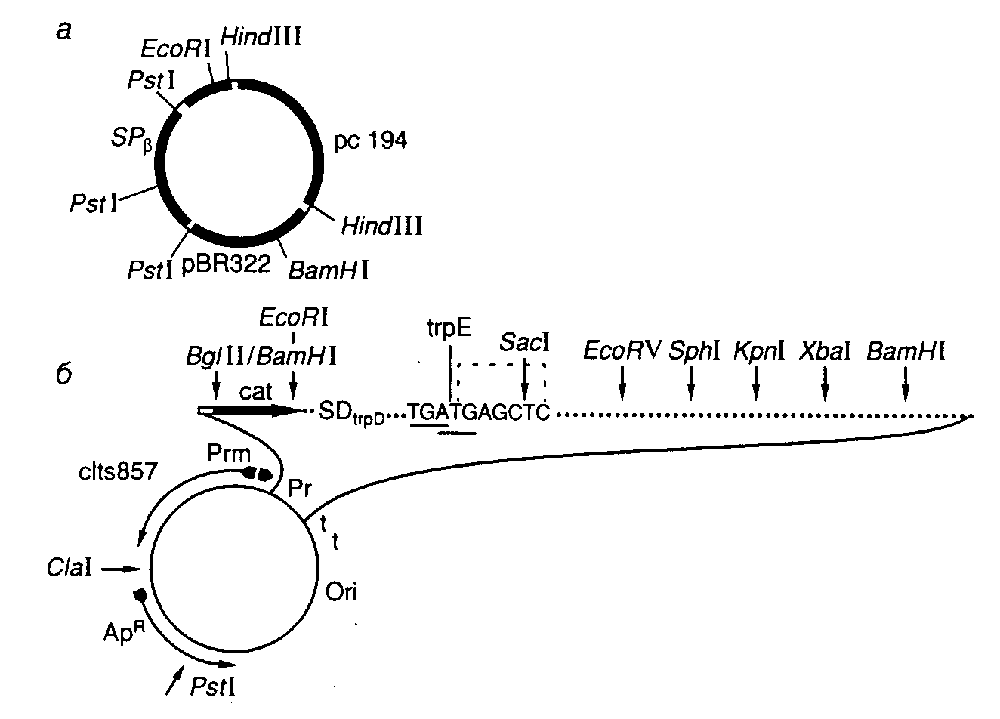 а
HindIII
EcoRI
PstI
SPβ
pc 194
PstI
HindIII
PstI
pBR322
BamHI
б
EcoRI
BglII/BamHI
trpE
SacI
EcoRV SphI KpnI XbaI BamHI
cat
SDtrpD TGATGAGCTC
Prm
clts857
Pr
t
t
ClaI
Ori
ApR
PstI